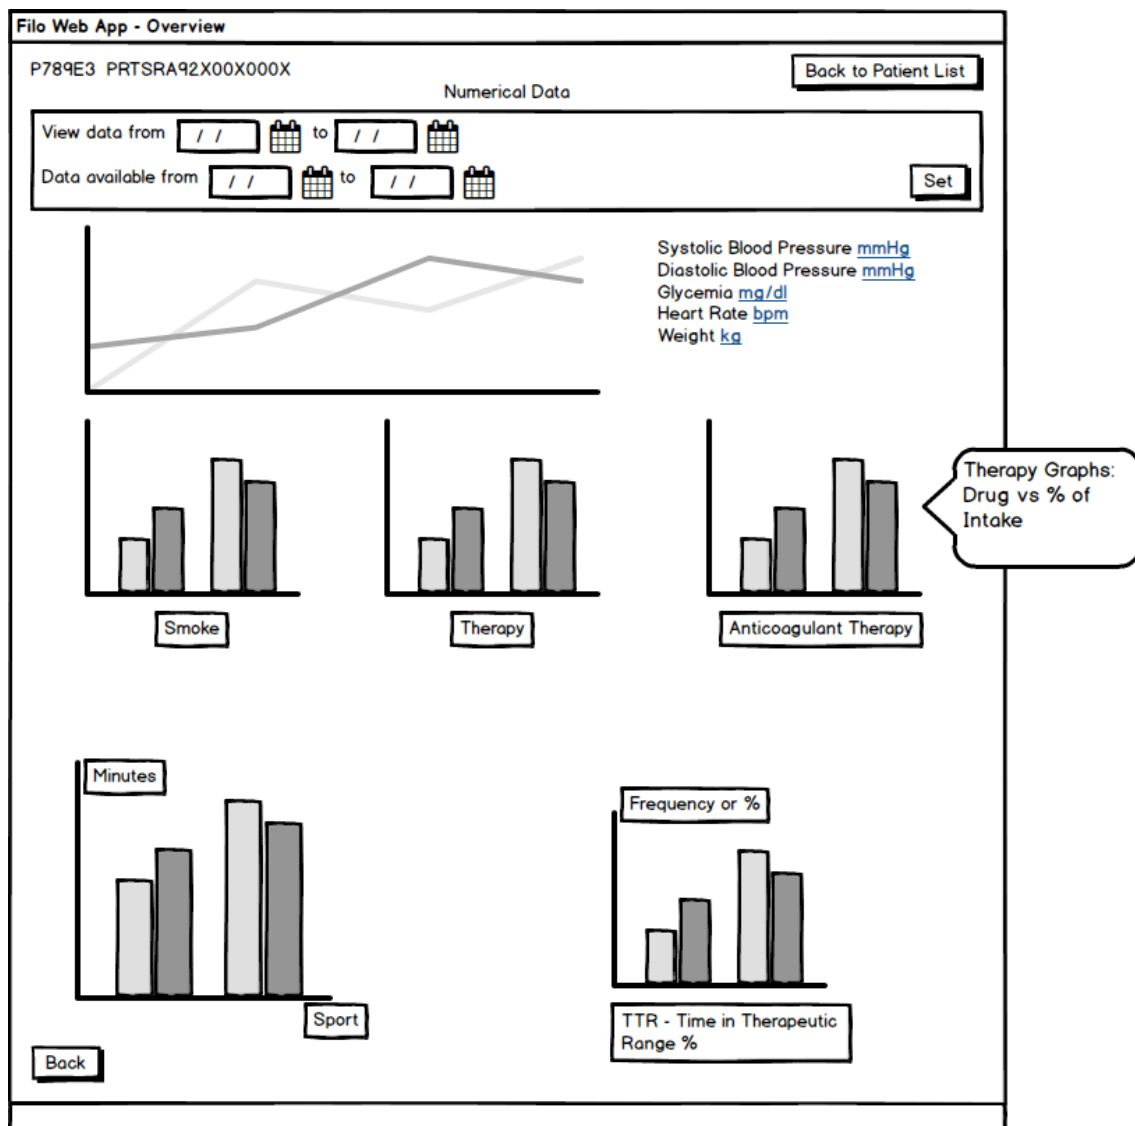 Filo Web App - Overview
P789E3 PRTSRA92X00X000X
Back to Patient List
Numerical Data
View data from / / to / /
Data available from / / to / /
Set
Systolic Blood Pressure mmHg
Diastolic Blood Pressure mmHg
Glycemia mg/dl
Heart Rate bpm
Weight kg
Therapy Graphs:
Drug vs % of
Intake
Smoke
Therapy
Anticoagulant Therapy
Minutes
Sport
Frequency or %
TTR - Time in Therapeutic
Range %
Back